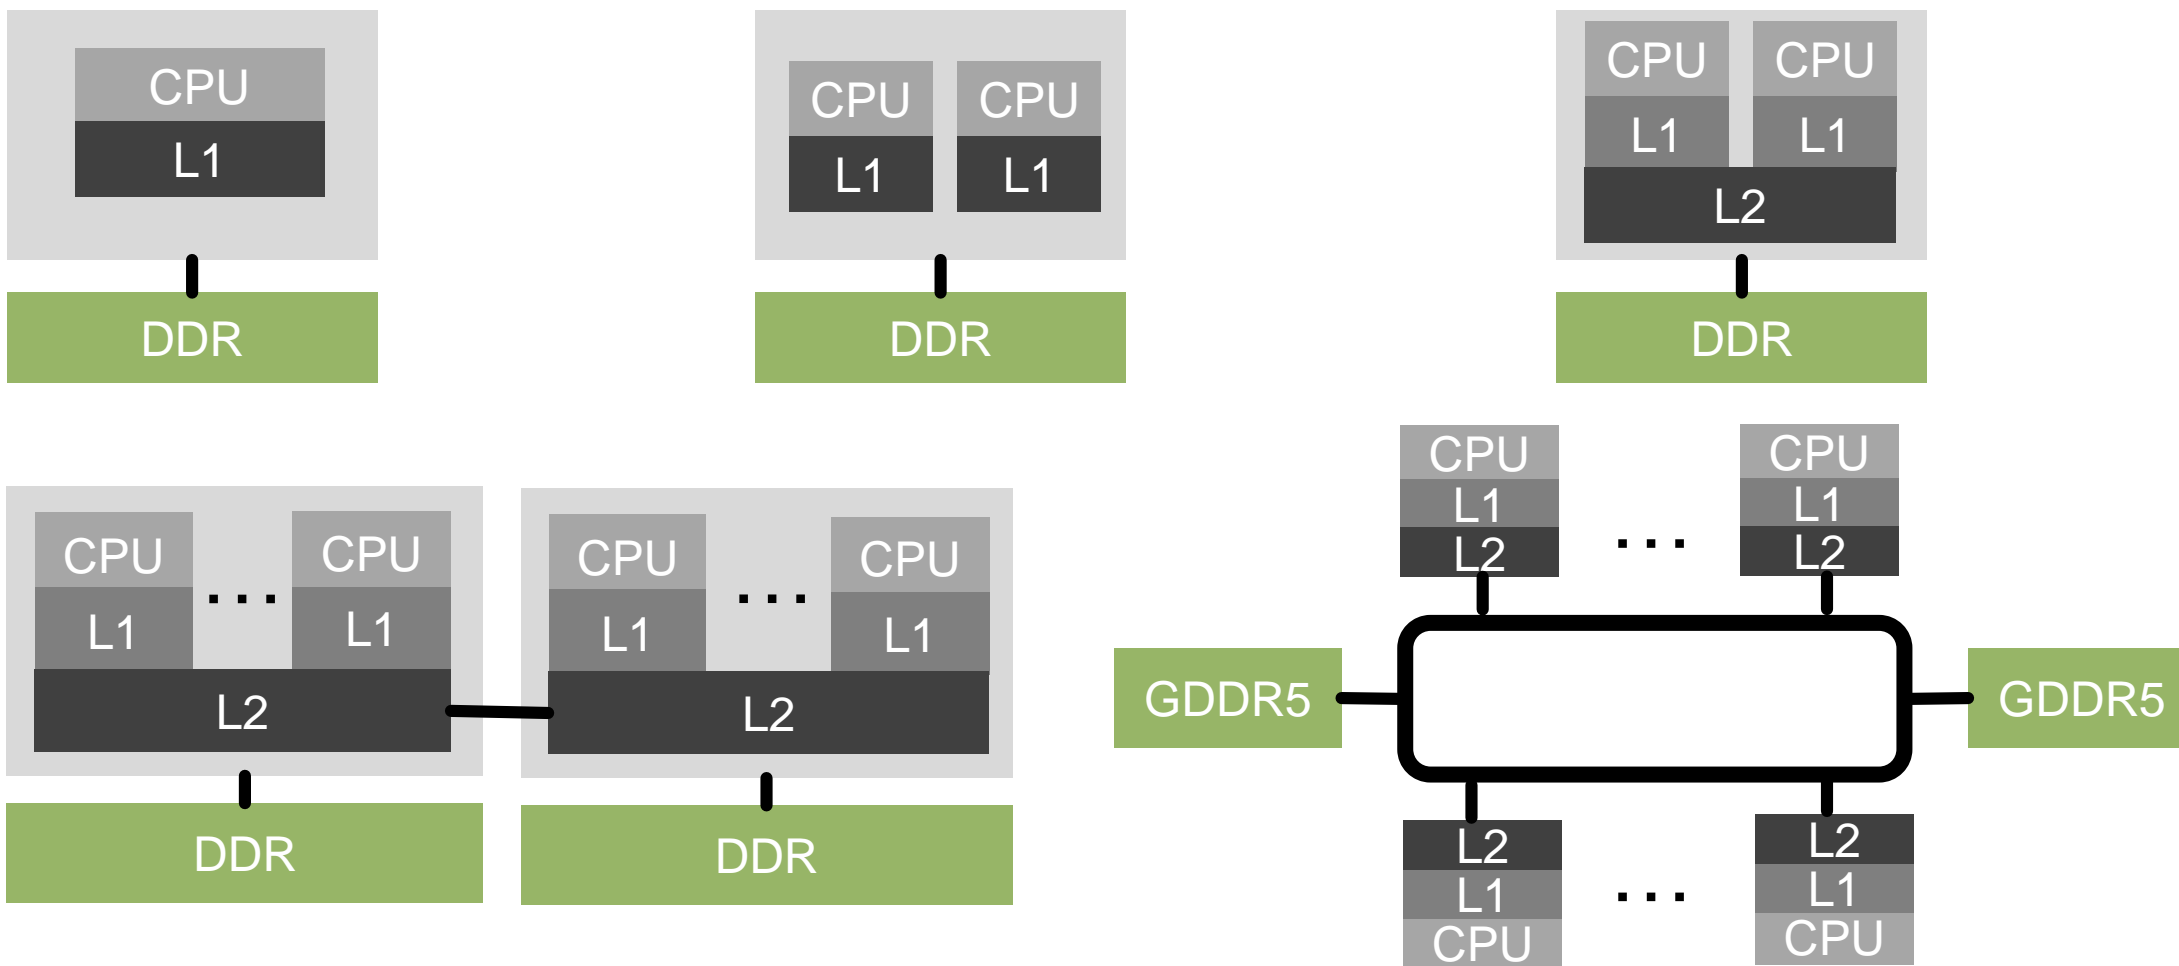 CPU
L1
DDR
CPU CPU
L1 L1
DDR
CPU CPU
L1 L1
L2
DDR
CPU ... CPU
L1 L1
L2
DDR
CPU ... CPU
L1 L1
L2
DDR
CPU CPU
L1 L1
... 
L2 L2
GDDR5 GDDR5
L2 L2
L1 ... L1
CPU CPU